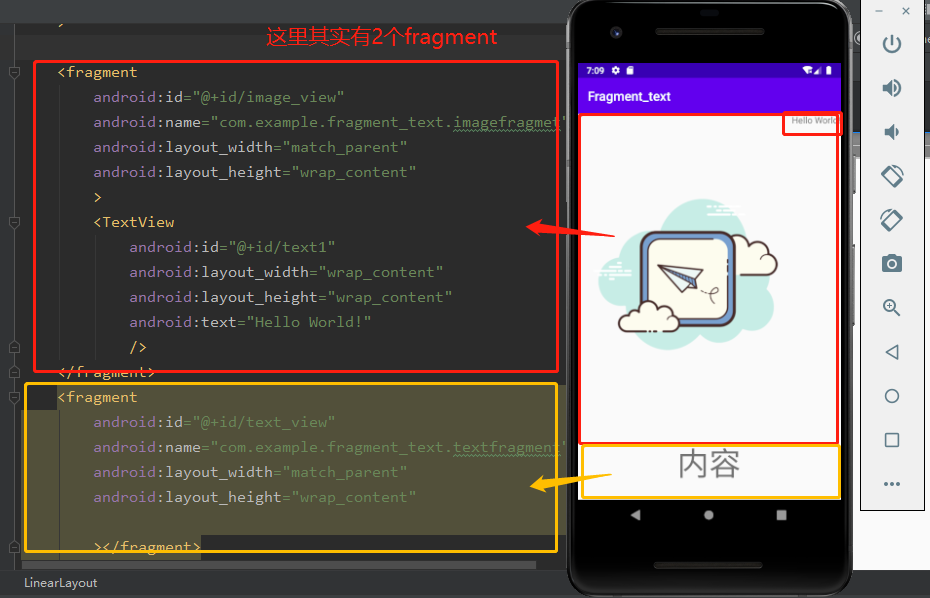 这里其实有2个fragment
<fragment
android:id="@+id/image_view"
android:name="com.example.fragment_text.imagefragmet"
android:layout_width="match_parent"
android:layout_height="wrap_content"
>
<TextView
android:id="@+id/text1"
android:layout_width="wrap_content"
android:layout_height="wrap_content"
android:text="Hello World!"
/>
</fragment>
<fragment
android:id="@+id/text_view"
android:name="com.example.fragment_text.textfragment"
android:layout_width="match_parent"
android:layout_height="wrap_content"
></fragment>
LinearLayout
7:09
Fragment_text
Hello World
内容